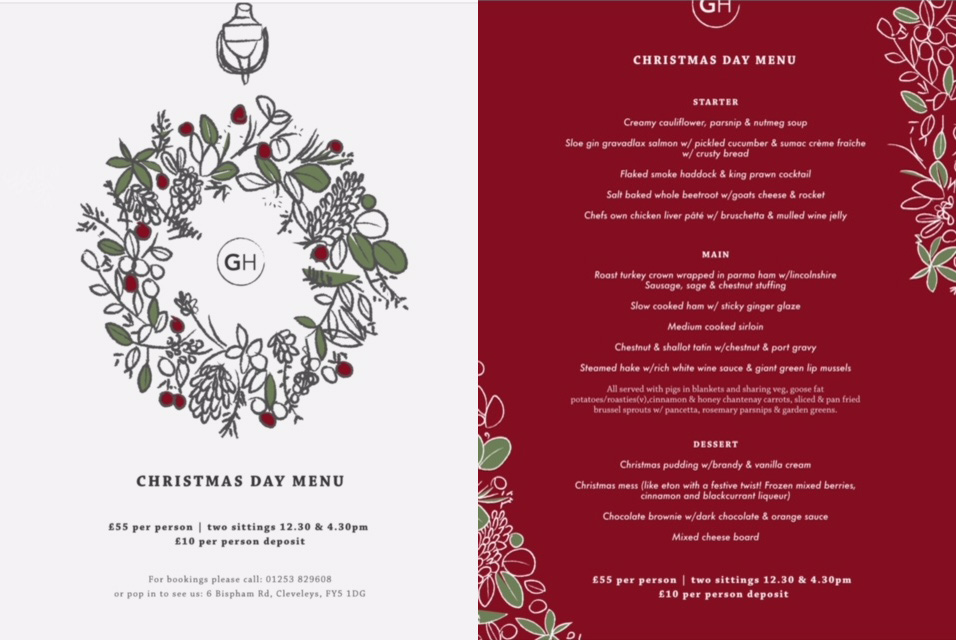 GH
CHRISTMAS DAY MENU
£55 per person | two sittings 12.30 & 4.30pm
£10 per person deposit
For bookings please call: 01253 829608
or pop in to see us: 6 Bispham Rd, Cleveleys, FY5 1DG
GH
CHRISTMAS DAY MENU
STARTER
Creamy cauliflower, parsnip & nutmeg soup
Sloe gin gravadlax salmon w/ pickled cucumber & sumac crème fraîche
w/ crusty bread
Flaked smoke haddock & king prawn cocktail
Salt baked whole beetroot w/goats cheese & rocket
Chefs own chicken liver pâté w/ bruschetta & mulled wine jelly
MAIN
Roast turkey crown wrapped in parma ham w/lincolnshire
Sausage, sage & chestnut stuffing
Slow cooked ham w/ sticky ginger glaze
Medium cooked sirloin
Chestnut & shallot tatin w/chestnut & port gravy
Steamed hake w/rich white wine sauce & giant green lip mussels
All served with pigs in blankets and sharing veg, goose fat
potatoes/roasties(v),cinnamon & honey chantenay carrots, sliced & pan fried
brussel sprouts w/ pancetta, rosemary parsnips & garden greens.
DESSERT
Christmas pudding w/brandy & vanilla cream
Christmas mess (like eton with a festive twist! Frozen mixed berries,
cinnamon and blackcurrant liqueur)
Chocolate brownie w/dark chocolate & orange sauce
Mixed cheese board
£55 per person | two sittings 12.30 & 4.30pm
£10 per person deposit